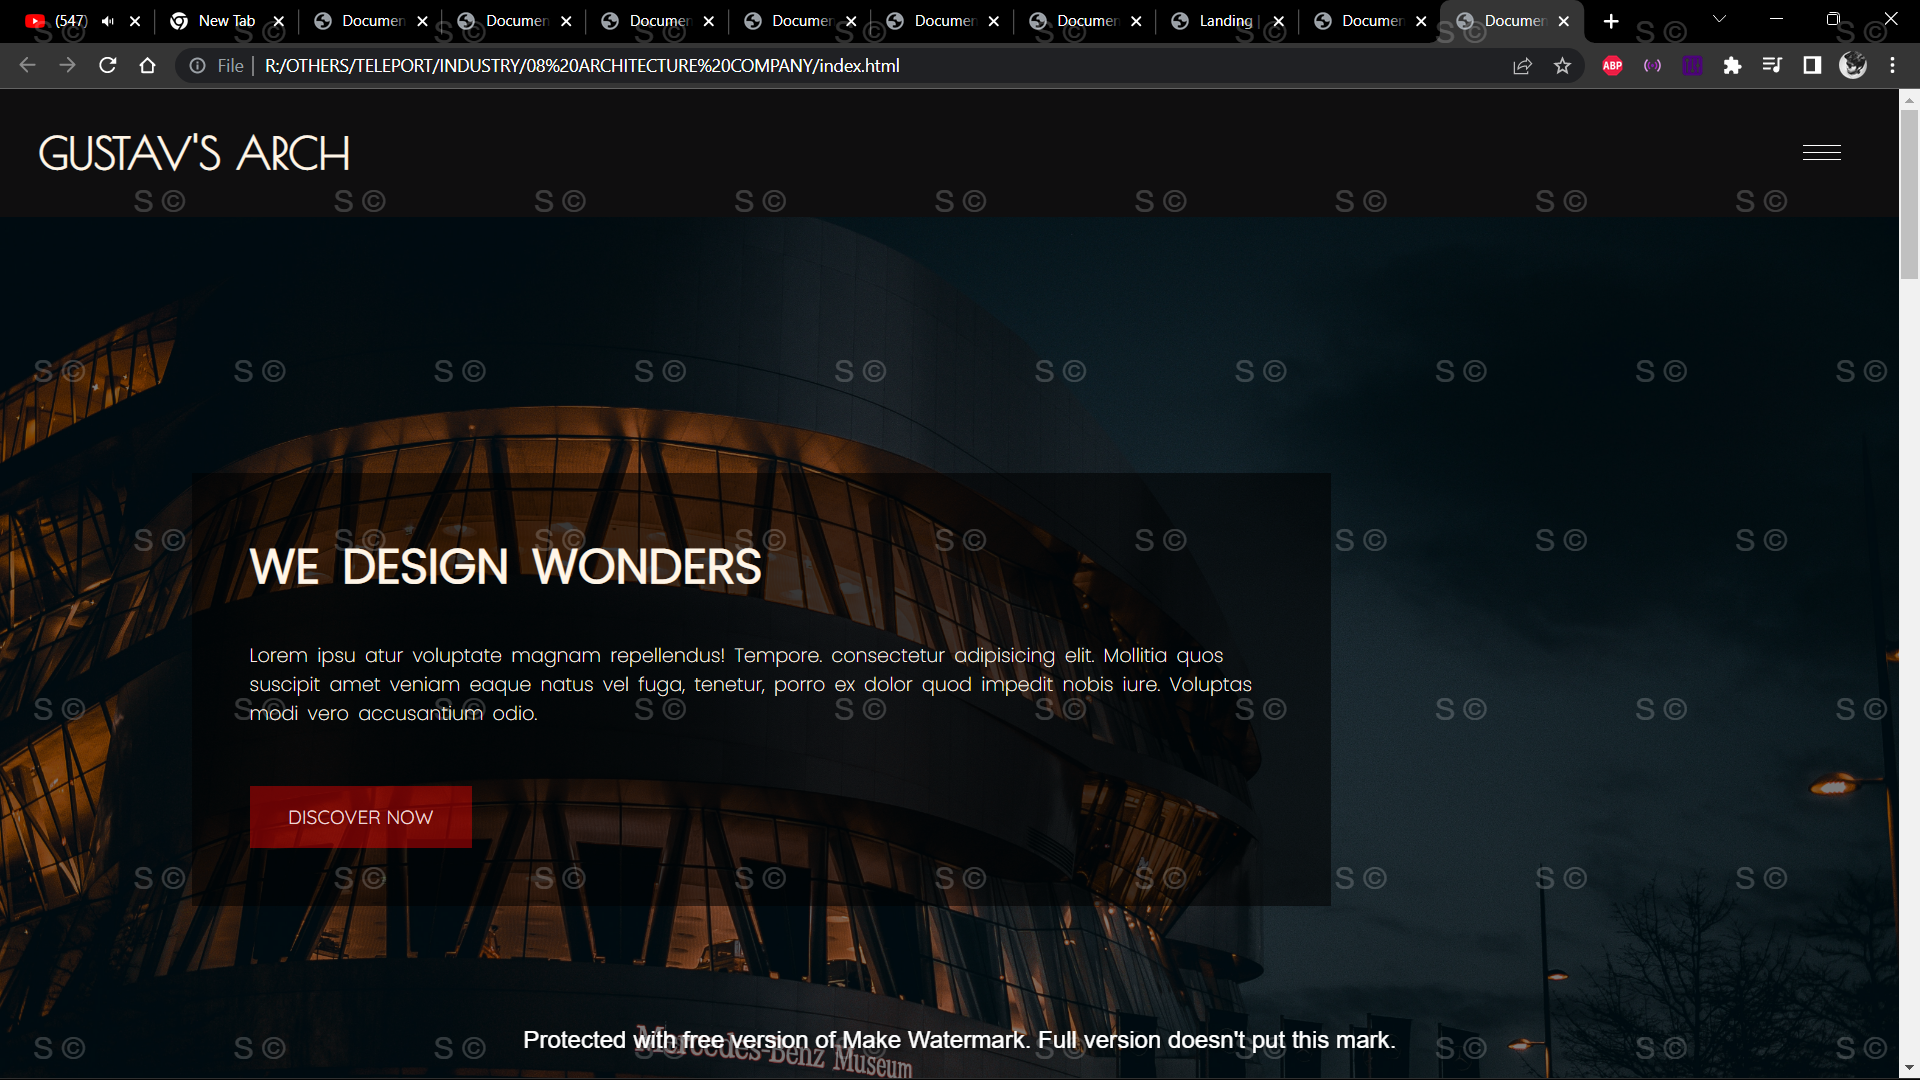 (547)
New Tab
Documen
Documen
Documen
Documen
Documen
Documen
Landing
Documen
Documen
File
R:/OTHERS/TELEPORT/INDUSTRY/08%20ARCHITECTURE%20COMPANY/index.html
ABP
GUSTAV'S ARCH
WE DESIGN WONDERS
Lorem ipsu atur voluptate magnam repellendus! Tempore. consectetur adipisicing elit. Mollitia quos
suscipit amet veniam eaque natus vel fuga, tenetur, porro ex dolor quod impedit nobis iure. Voluptas
modi vero accusantium odio.
DISCOVER NOW
Protected with free version of Make Watermark. Full version doesn't put this mark.
Mercedes-Benz Museum
S © S © S © S © S © S © S © S © S © S ©
S © S © S © S © S © S © S © S © S ©
S © S © S © S © S © S © S © S © S © S ©
S © S © S © S © S © S © S © S © S ©
S © S © S © S © S © S © S © S © S © S ©
S © S © S © S © S © S © S © S © S ©
S © S © S © S © S © S © S © S © S © S ©